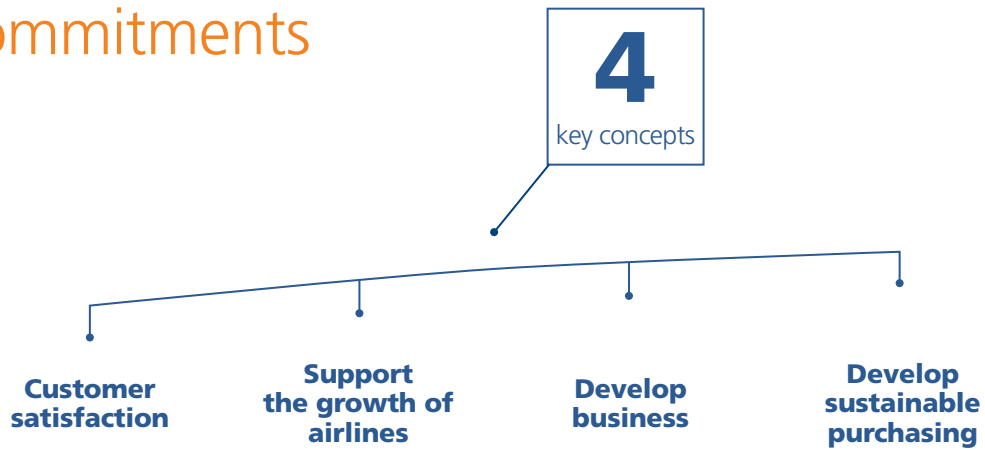 ommitments
4
key concepts
Customer
satisfaction
Support
the growth of
airlines
Develop
business
Develop
sustainable
purchasing